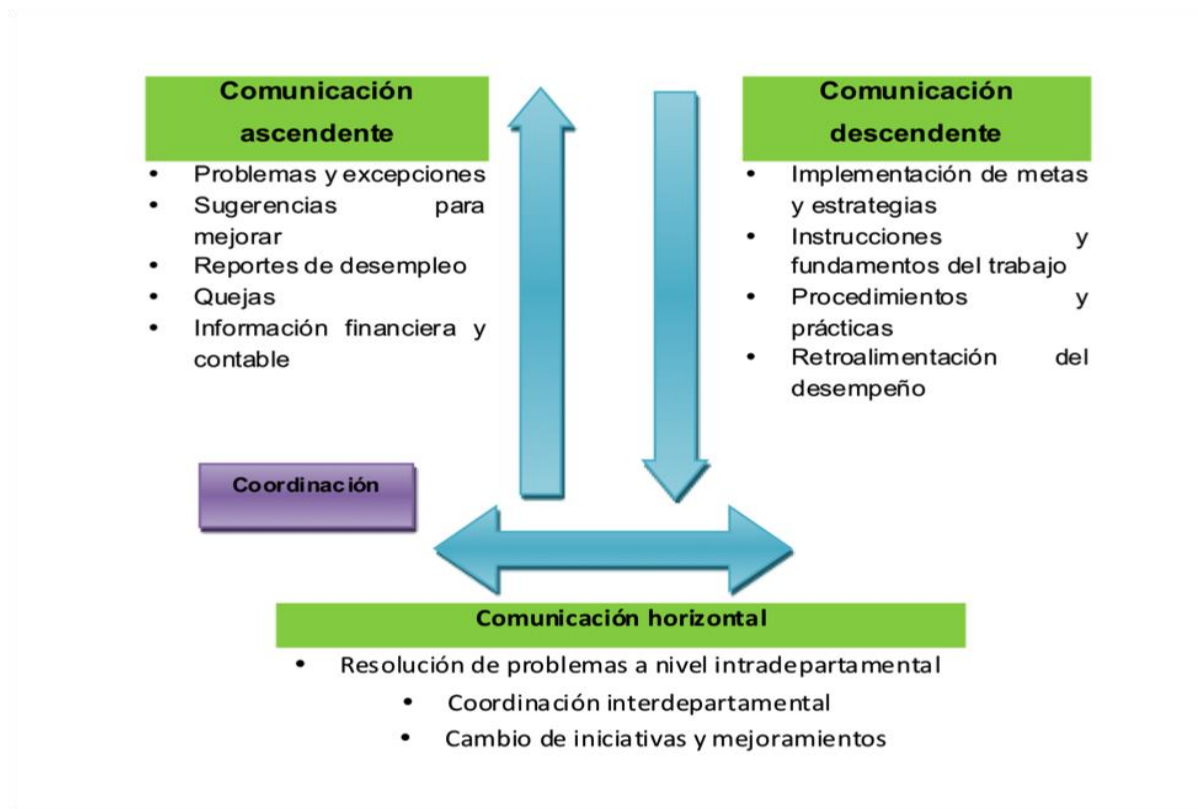 Comunicación
ascendente
• Problemas y excepciones
• Sugerencias para
mejorar
• Reportes de desempleo
• Quejas
• Información financiera y
contable
Comunicación
descendente
• Implementación de metas
y estrategias
• Instrucciones y
fundamentos del trabajo
• Procedimientos y
prácticas
• Retroalimentación del
desempeño
Coordinación
Comunicación horizontal
• Resolución de problemas a nivel intradepartamental
• Coordinación interdepartamental
• Cambio de iniciativas y mejoramientos